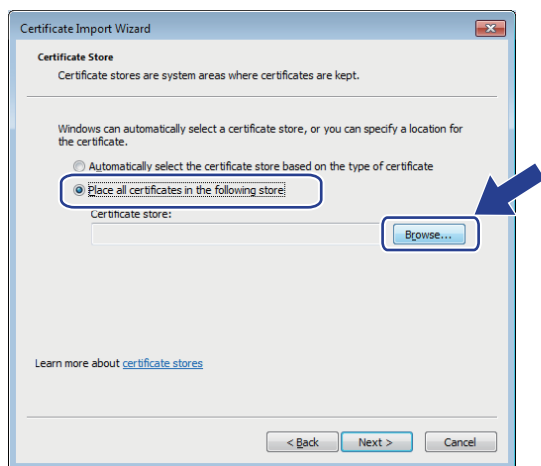 Certificate Import Wizard
Certificate Store
Certificate stores are system areas where certificates are kept.
Windows can automatically select a certificate store, or you can specify a location for
the certificate.
Automatically select the certificate store based on the type of certificate
Place all certificates in the following store
Certificate store:
Browse...
Learn more about certificate stores
< Back Next > Cancel